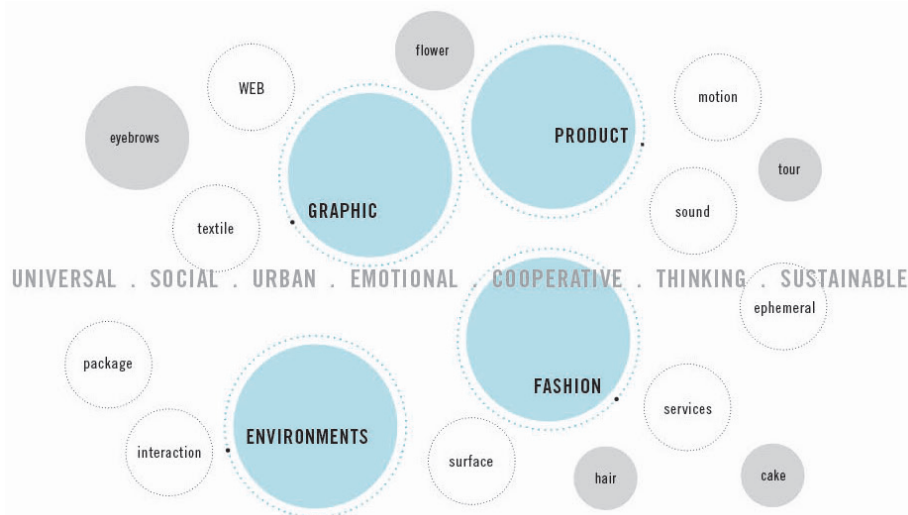 flower
WEB
motion
eyebrows
PRODUCT
tour
GRAPHIC
sound
textile
UNIVERSAL . SOCIAL . URBAN . EMOTIONAL . COOPERATIVE . THINKING . SUSTAINABLE
ephemeral
package
FASHION
services
ENVIRONMENTS
interaction
surface
hair
cake